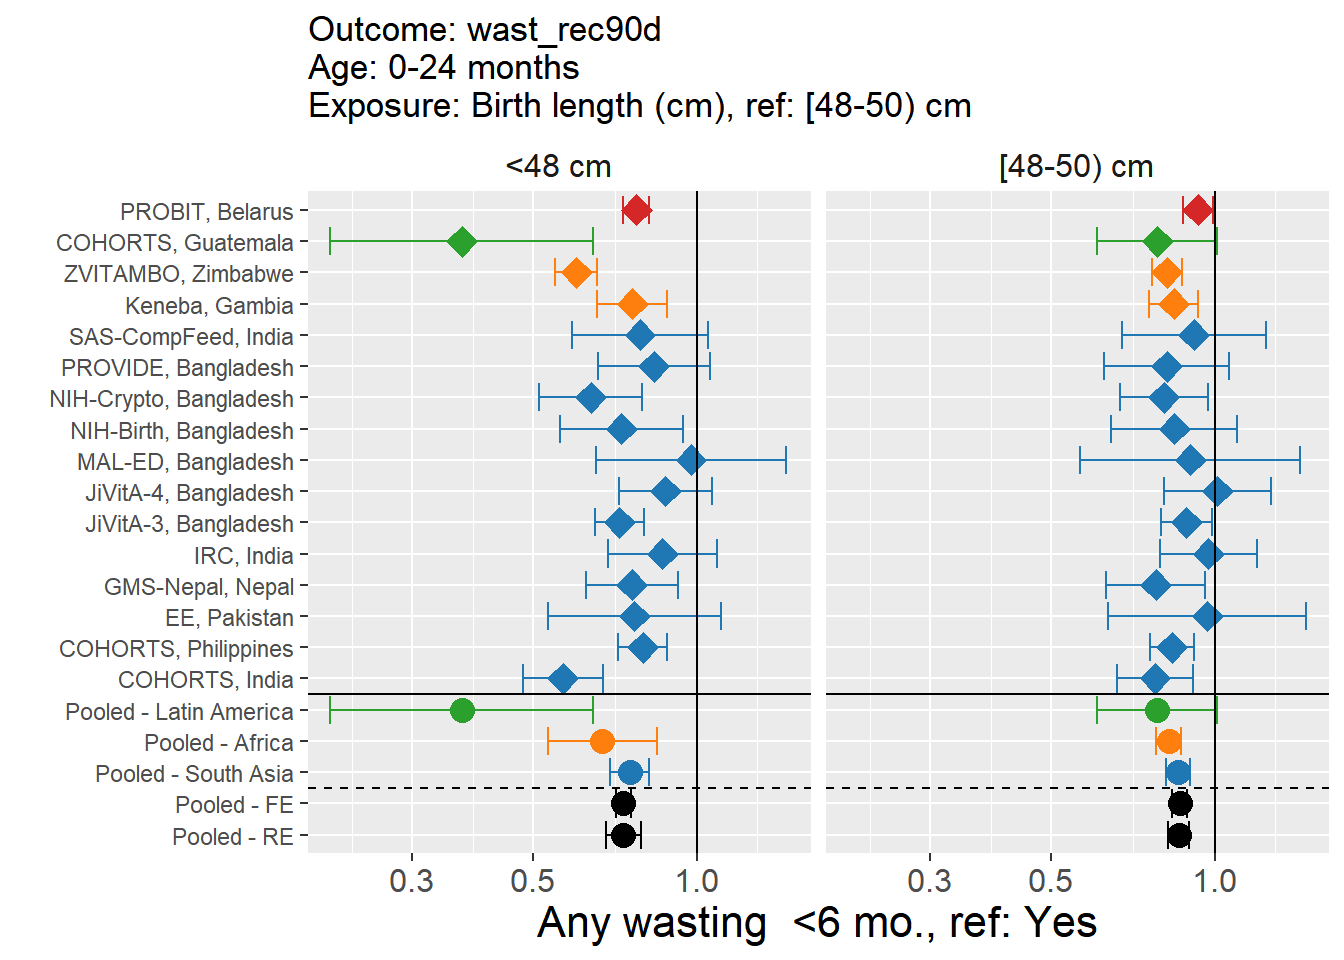 Outcome: wast_rec90d
Age: 0-24 months
Exposure: Birth length (cm), ref: [48-50) cm
<48 cm
[48-50) cm
PROBIT, Belarus
COHORTS, Guatemala
ZVITAMBO, Zimbabwe
Keneba, Gambia
SAS-CompFeed, India
PROVIDE, Bangladesh
NIH-Crypto, Bangladesh
NIH-Birth, Bangladesh
MAL-ED, Bangladesh
JiVitA-4, Bangladesh
JiVitA-3, Bangladesh
IRC, India
GMS-Nepal, Nepal
EE, Pakistan
COHORTS, Philippines
COHORTS, India
Pooled - Latin America
Pooled - Africa
Pooled - South Asia
Pooled - FE
Pooled - RE
0.3 0.5 1.0 0.3 0.5 1.0
Any wasting  <6 mo., ref: Yes